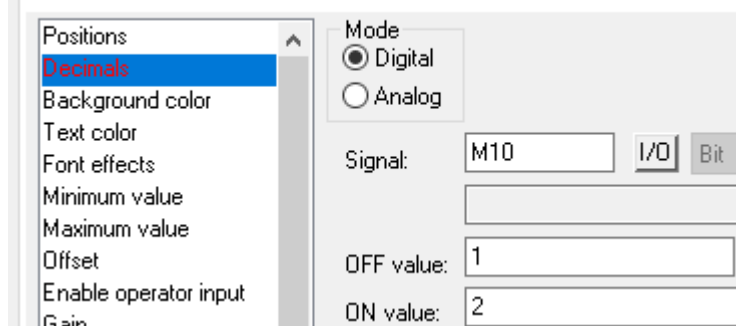 Positions
Decimals
Background color
Text color
Font effects
Minimum value
Maximum value
Offset
Enable operator input
Gain
Mode
Digital
Analog
Signal: M10 I/O Bit
OFF value: 1
ON value: 2